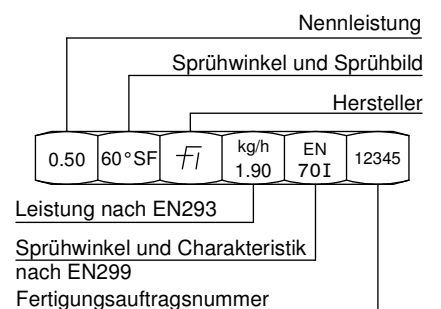 Nennleistung
Sprühwinkel und Sprühbild
Hersteller
0.50 60°SF FI kg/h 1.90 EN 70I 12345
Leistung nach EN293
Sprühwinkel und Charakteristik
nach EN299
Fertigungsauftragsnummer